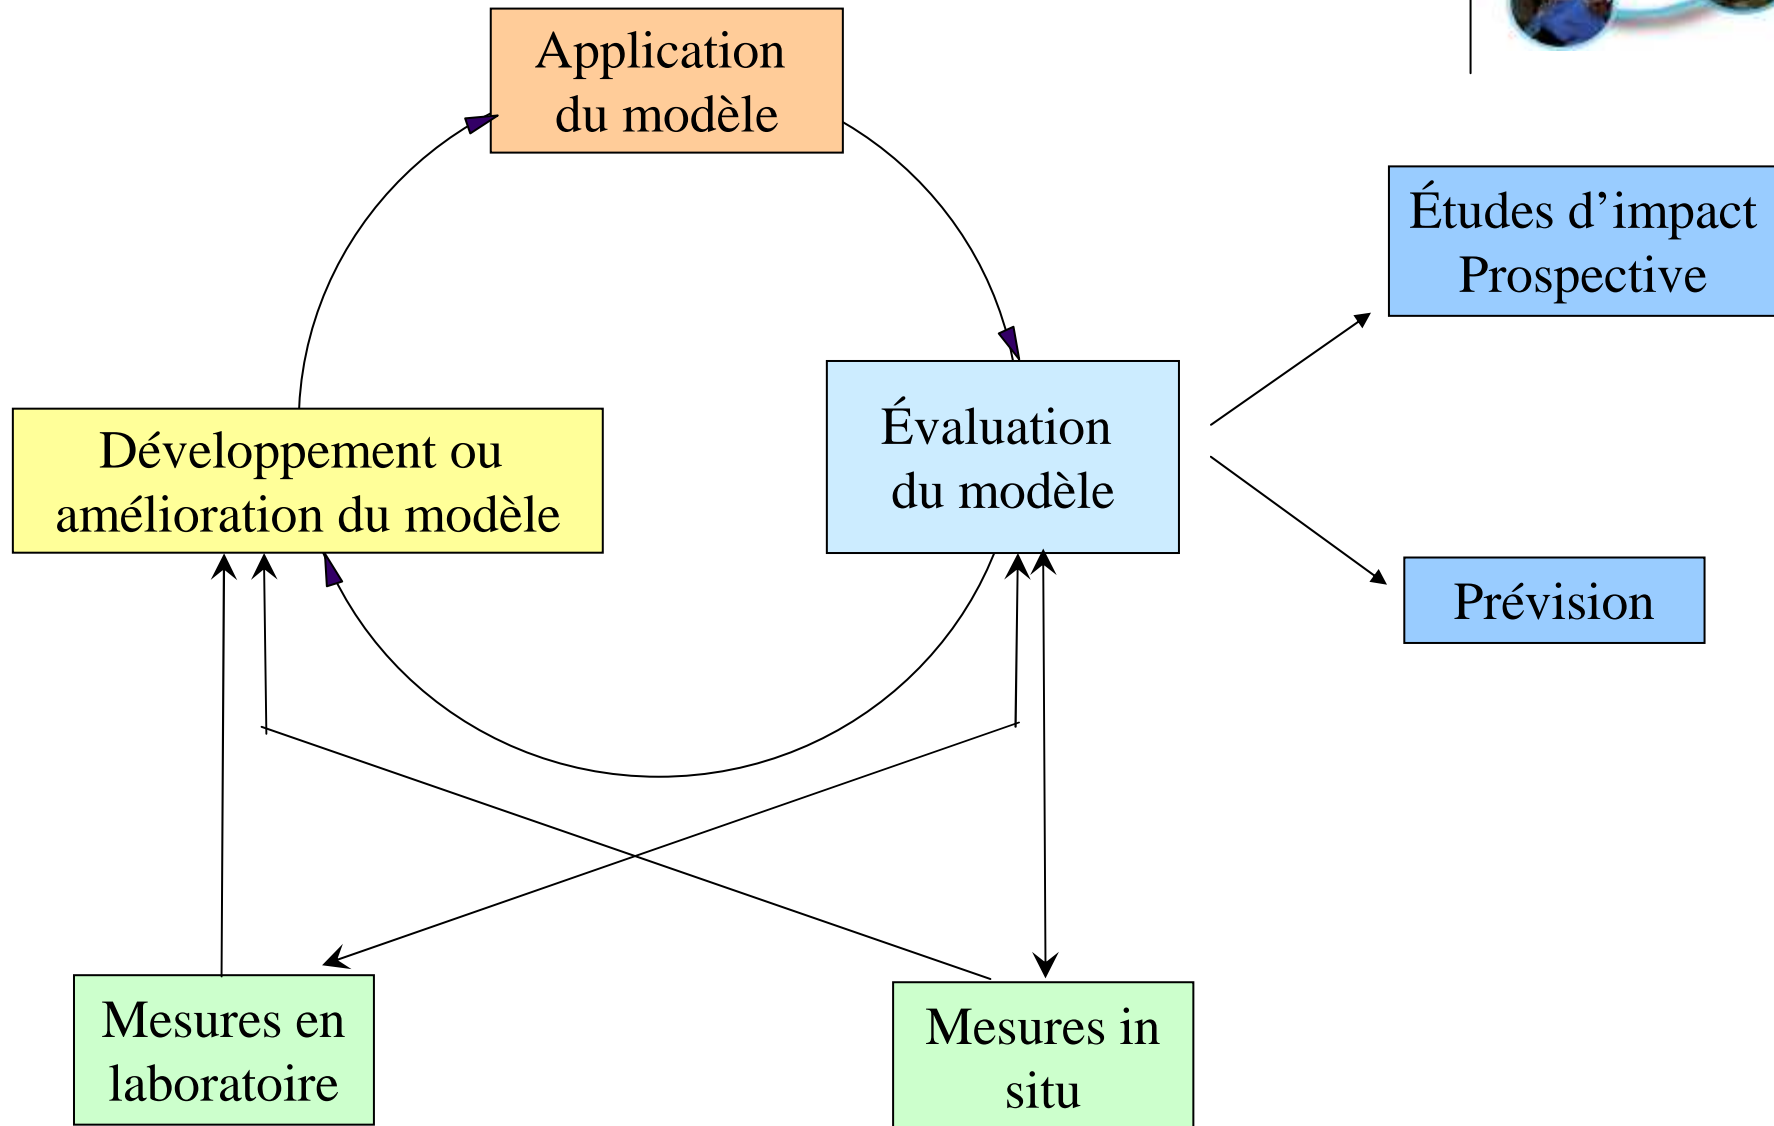 Application
du modèle
Études d’impact
Prospective
Développement ou
amélioration du modèle
Évaluation
du modèle
Prévision
Mesures en
laboratoire
Mesures in
situ